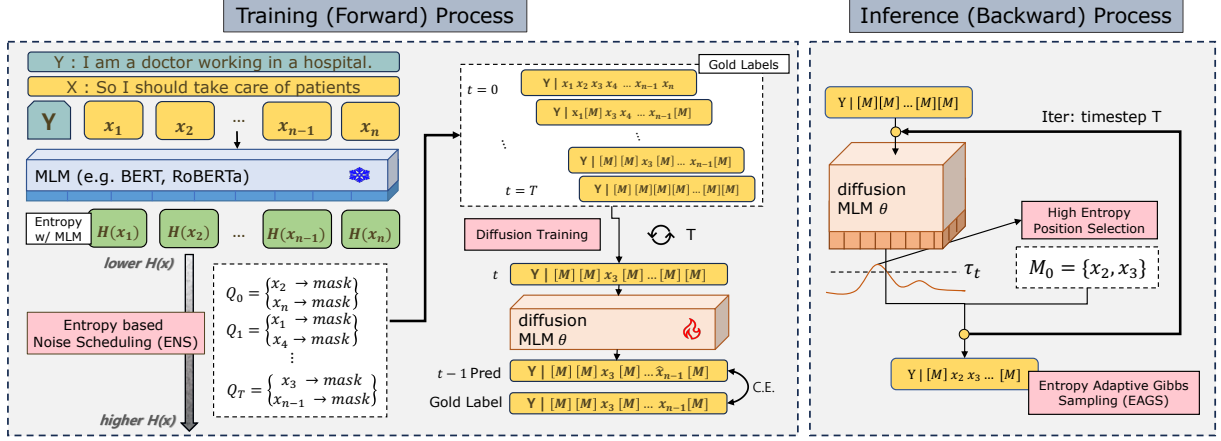 Training (Forward) Process
Y : I am a doctor working in a hospital.
X : So I should take care of patients
Y x₁ x₂ ... xₙ₋₁ xₙ
MLM (e.g. BERT, RoBERTa)
Entropy
w/ MLM
H(x₁) H(x₂) ... H(xₙ₋₁) H(xₙ)
lower H(x)
Entropy based
Noise Scheduling (ENS)
higher H(x)
Q₀ = {x₂ → mask
xₙ → mask}
Q₁ = {x₁ → mask
x₄ → mask}
⋮
Q_T = {x₃ → mask
xₙ₋₁ → mask}
Gold Labels
t = 0
Y | x₁ x₂ x₃ x₄ ... xₙ₋₁ xₙ
Y | x₁[M] x₃ x₄ ... xₙ₋₁[M]
⋱ ⋱
Y | [M] [M] x₃ [M]... xₙ₋₁[M]
t = T
Y | [M] [M][M][M] ...[M][M]
Diffusion Training
T
t
Y | [M] [M] x₃ [M]... [M] [M]
diffusion
MLM θ
t − 1 Pred
Y | [M] [M] x₃ [M] ...x̂ₙ₋₁ [M]
C.E.
Gold Label
Y | [M] [M] x₃ [M]... xₙ₋₁[M]
Inference (Backward) Process
Y | [M][M] ... [M][M]
Iter: timestep T
diffusion
MLM θ
High Entropy
Position Selection
τₜ
M₀ = {x₂, x₃}
Y | [M] x₂ x₃ ... [M]
Entropy Adaptive Gibbs
Sampling (EAGS)